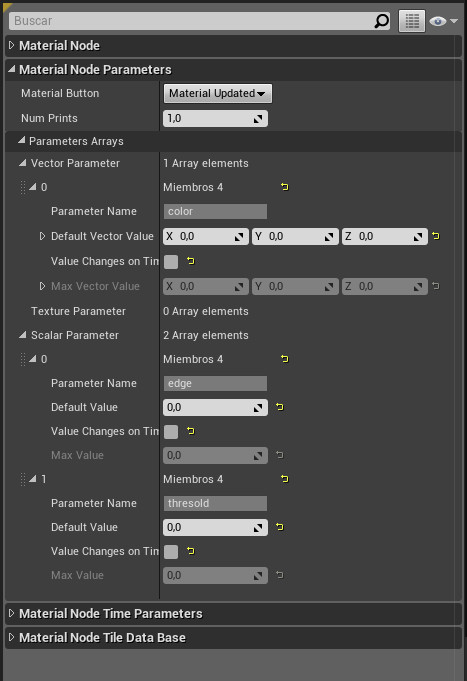 Buscar
Material Node
Material Node Parameters
Material Button Material Updated
Num Prints 1,0
Parameters Arrays
Vector Parameter 1 Array elements
0 Miembros 4
Parameter Name color
Default Vector Value X 0,0 Y 0,0 Z 0,0
Value Changes on Tim
Max Vector Value X 0,0 Y 0,0 Z 0,0
Texture Parameter 0 Array elements
Scalar Parameter 2 Array elements
0 Miembros 4
Parameter Name edge
Default Value 0,0
Value Changes on Tim
Max Value 0,0
1 Miembros 4
Parameter Name thresold
Default Value 0,0
Value Changes on Tim
Max Value 0,0
Material Node Time Parameters
Material Node Tile Data Base